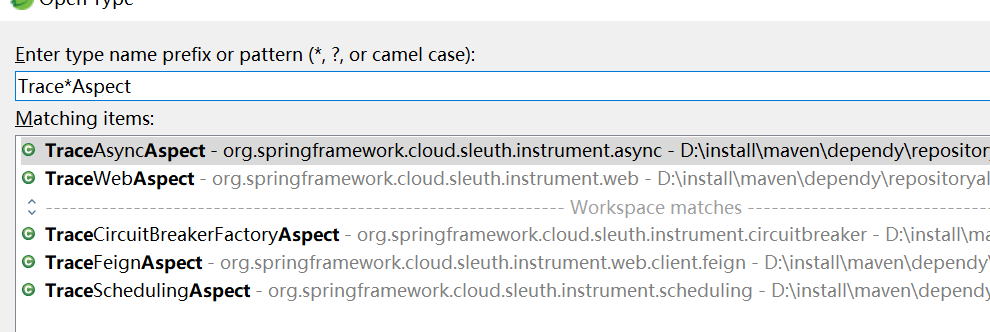 Open Type
Enter type name prefix or pattern (*, ?, or camel case):
Trace*Aspect
Matching items:
TraceAsyncAspect - org.springframework.cloud.sleuth.instrument.async - D:\install\maven\dependy\repository
TraceWebAspect - org.springframework.cloud.sleuth.instrument.web - D:\install\maven\dependy\repositoryal
Workspace matches
TraceCircuitBreakerFactoryAspect - org.springframework.cloud.sleuth.instrument.circuitbreaker - D:\install\ma
TraceFeignAspect - org.springframework.cloud.sleuth.instrument.web.client.feign - D:\install\maven\dependy\
TraceSchedulingAspect - org.springframework.cloud.sleuth.instrument.scheduling - D:\install\maven\dependy